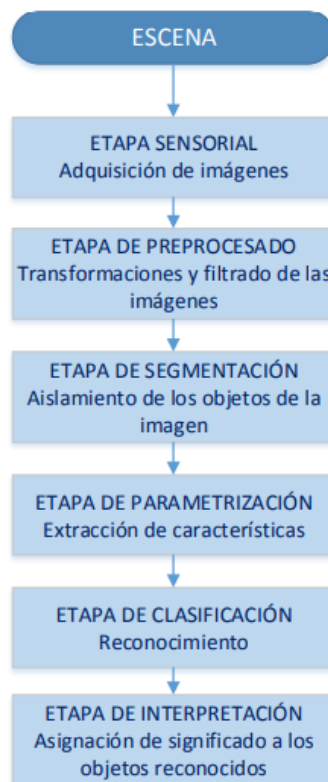 ESCENA
ETAPA SENSORIAL
Adquisición de imágenes
ETAPA DE PREPROCESADO
Transformaciones y filtrado de las
imágenes
ETAPA DE SEGMENTACIÓN
Aislamiento de los objetos de la
imagen
ETAPA DE PARAMETRIZACIÓN
Extracción de características
ETAPA DE CLASIFICACIÓN
Reconocimiento
ETAPA DE INTERPRETACIÓN
Asignación de significado a los
objetos reconocidos